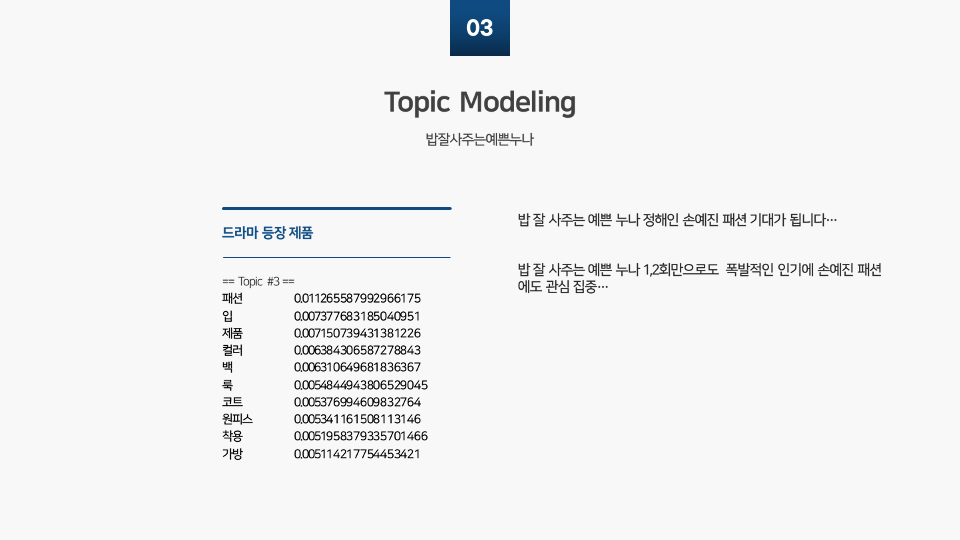 03
Topic Modeling
밥잘사주는예쁜누나
드라마 등장 제품
== Topic #3 ==
패션 0.011265587992966175
입 0.007377683185040951
제품 0.007150739431381226
컬러 0.006384306587278843
백 0.006310649681836367
룩 0.0054844943806529045
코트 0.005376994609832764
원피스 0.005341161508113146
착용 0.0051958379335701466
가방 0.005114217754453421
밥 잘 사주는 예쁜 누나 정해인 손예진 패션 기대가 됩니다…
밥 잘 사주는 예쁜 누나 1,2회만으로도 폭발적인 인기에 손예진 패션
에도 관심 집중…